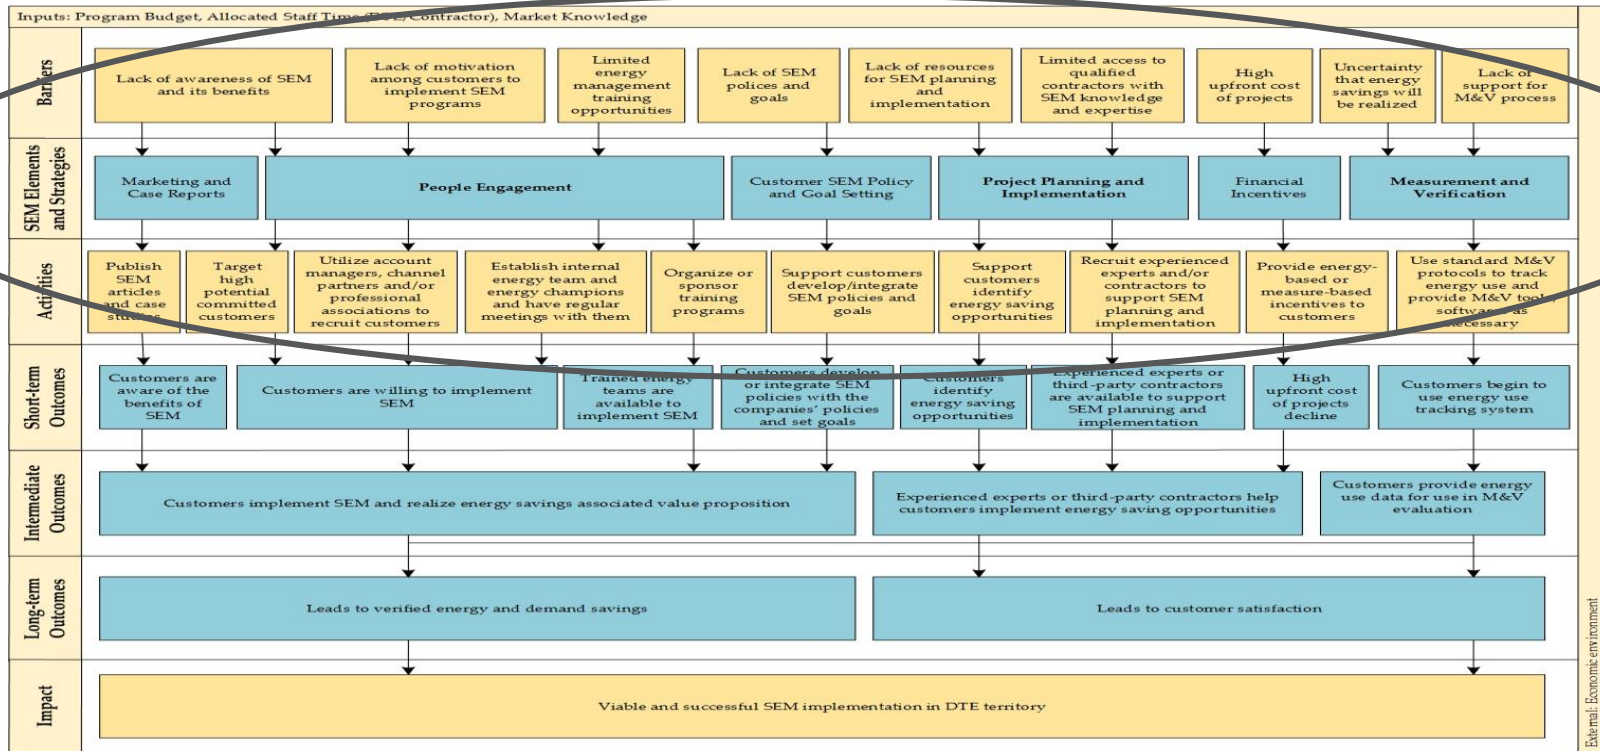 Inputs: Program Budget, Allocated Staff Time (DTE/Contractor), Market Knowledge
Barriers
Lack of awareness of SEM
and its benefits
Lack of motivation
among customers to
implement SEM
programs
Limited
energy
management
training
opportunities
Lack of SEM
polices and
goals
Lack of resources
for SEM planning
and
implementation
Limited access to
qualified
contractors with
SEM knowledge
and expertise
High
upfront cost
of projects
Uncertainty
that energy
savings will
be realized
Lack of
support for
M&V process
SEM Elements
and Strategies
Marketing and
Case Reports
People Engagement
Customer SEM Policy
and Goal Setting
Project Planning and
Implementation
Financial
Incentives
Measurement and
Verification
Activities
Publish
SEM
articles
and case
studies
Target
high
potential
committed
customers
Utilize account
managers, channel
partners and/or
professional
associations to
recruit customers
Establish internal
energy team and
energy champions
and have regular
meetings with them
Organize or
sponsor
training
programs
Support customers
develop/integrate
SEM policies and
goals
Support
customers
identify
energy saving
opportunities
Recruit experienced
experts and/or
contractors to
support SEM
planning and
implementation
Provide energy-
based or
measure-based
incentives to
customers
Use standard M&V
protocols to track
energy use and
provide M&V tools,
software as
necessary
Short-term
Outcomes
Customers are
aware of the
benefits of
SEM
Customers are willing to implement
SEM
Trained energy
teams are
available to
implement SEM
Customers develop
or integrate SEM
policies with the
companies' policies
and set goals
Customers
identify
energy saving
opportunities
Experienced experts or
third-party contractors
are available to support
SEM planning and
implementation
High
upfront cost
of projects
decline
Customers begin to
use energy use
tracking system
Intermediate
Outcomes
Customers implement SEM and realize energy savings associated value proposition
Experienced experts or third-party contractors help
customers implement energy saving opportunities
Customers provide energy
use data for use in M&V
evaluation
Long-term
Outcomes
Leads to verified energy and demand savings
Leads to customer satisfaction
Impact
Viable and successful SEM implementation in DTE territory
External: Economic environment